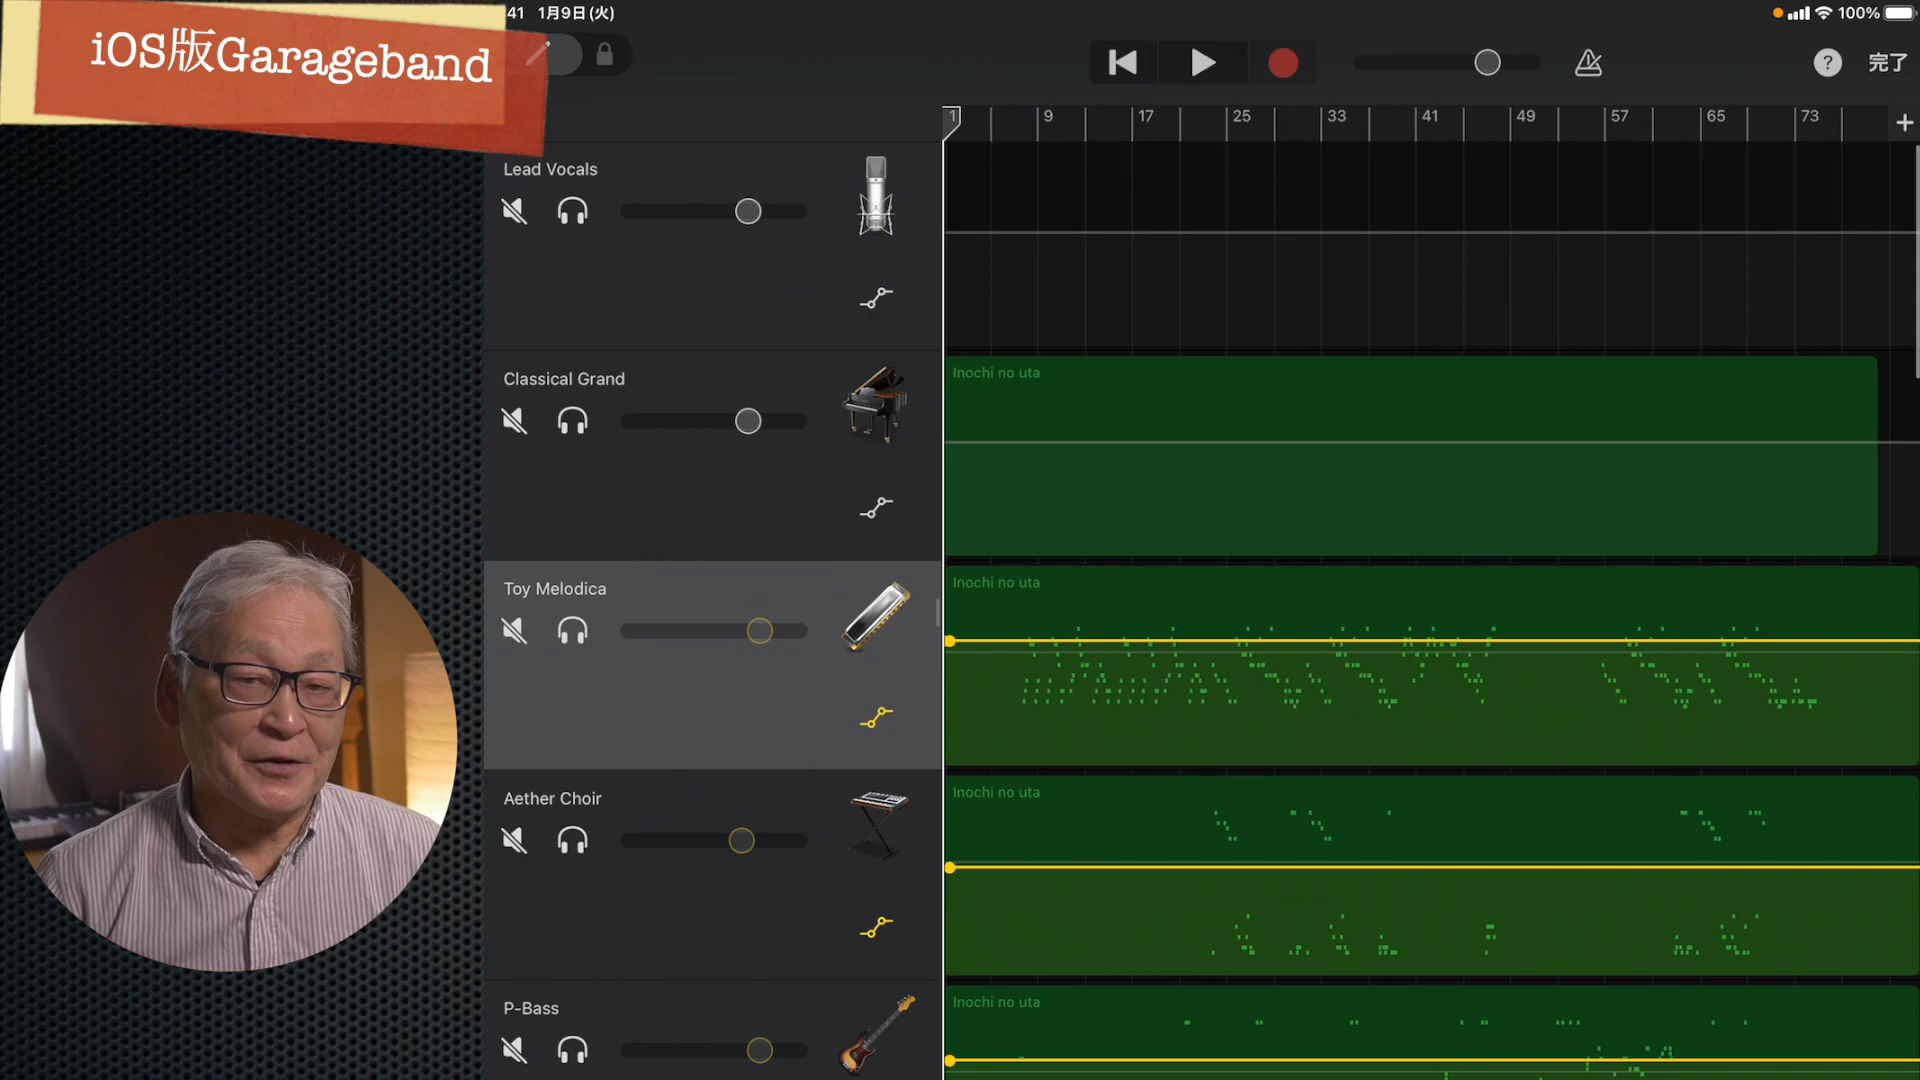 iOS版Garageband
41 1月9日(火)
100%
?
完了
1 9 17 25 33 41 49 57 65 73
Lead Vocals
Classical Grand
Inochi no uta
Toy Melodica
Inochi no uta
Aether Choir
Inochi no uta
P-Bass
Inochi no uta